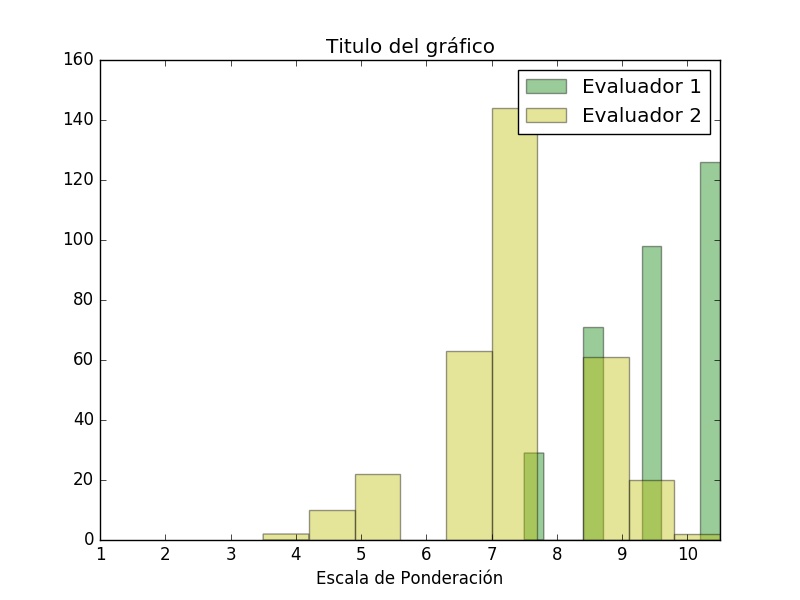 Titulo del gráfico
Evaluador 1
Evaluador 2
160
140
120
100
80
60
40
20
0
1 2 3 4 5 6 7 8 9 10
Escala de Ponderación